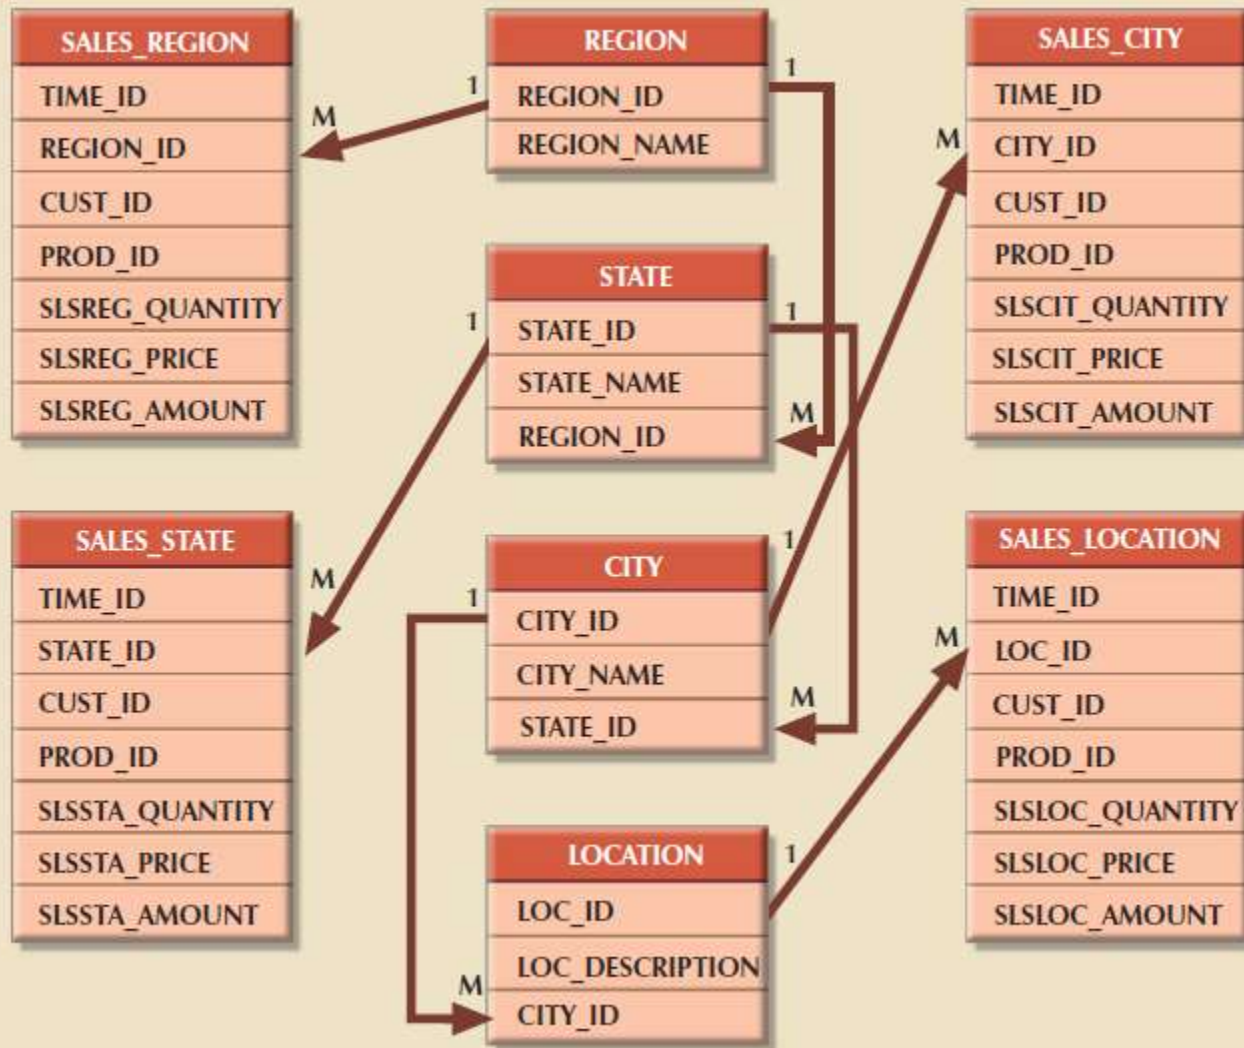 SALES_REGION
TIME_ID
REGION_ID
CUST_ID
PROD_ID
SLSREG_QUANTITY
SLSREG_PRICE
SLSREG_AMOUNT
M
1
REGION
REGION_ID
REGION_NAME
1
SALES_CITY
TIME_ID
CITY_ID
CUST_ID
PROD_ID
SLSCIT_QUANTITY
SLSCIT_PRICE
SLSCIT_AMOUNT
M
STATE
STATE_ID
STATE_NAME
REGION_ID
1
1
M
SALES_STATE
TIME_ID
STATE_ID
CUST_ID
PROD_ID
SLSSTA_QUANTITY
SLSSTA_PRICE
SLSSTA_AMOUNT
M
CITY
CITY_ID
CITY_NAME
STATE_ID
1
1
M
SALES_LOCATION
TIME_ID
LOC_ID
CUST_ID
PROD_ID
SLSLOC_QUANTITY
SLSLOC_PRICE
SLSLOC_AMOUNT
M
LOCATION
LOC_ID
LOC_DESCRIPTION
CITY_ID
1
M